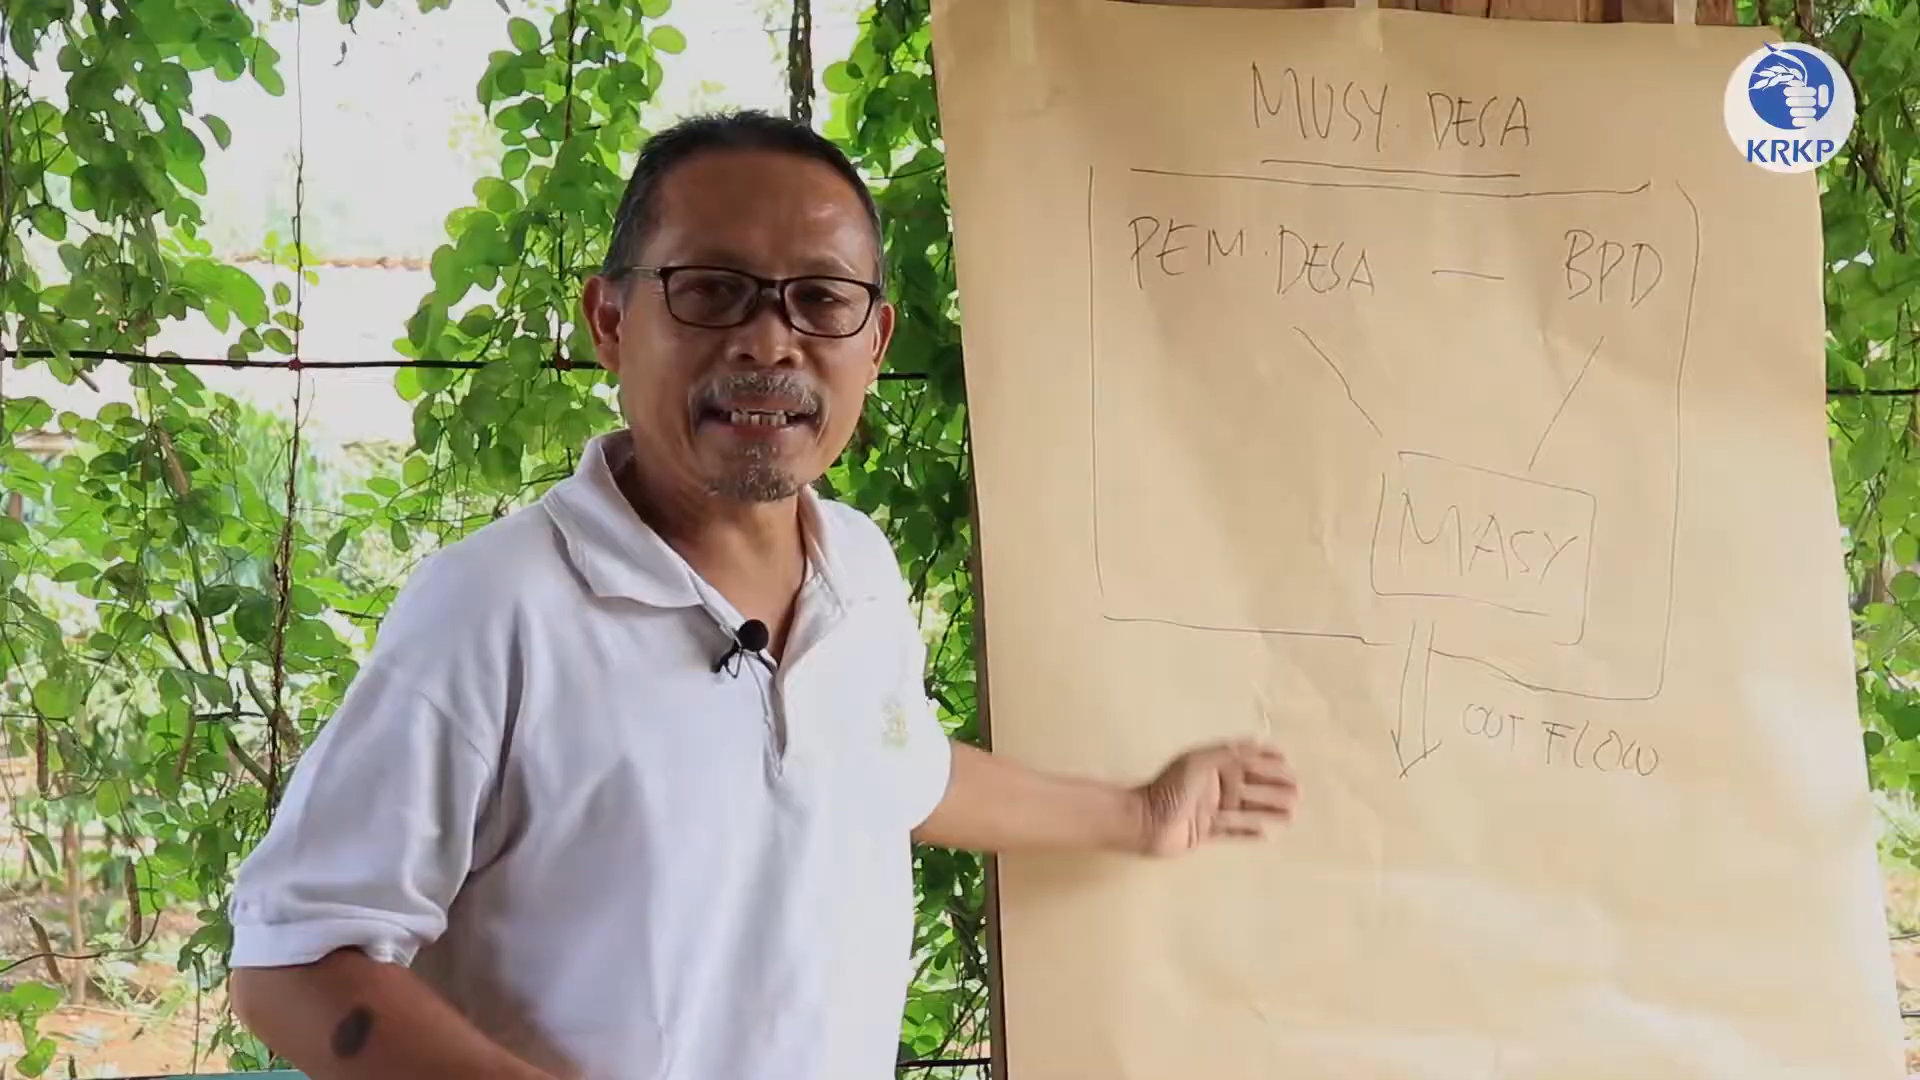 MUSY. DESA
PEM. DESA — BPD
MASY
OUT FLOW
KRKP